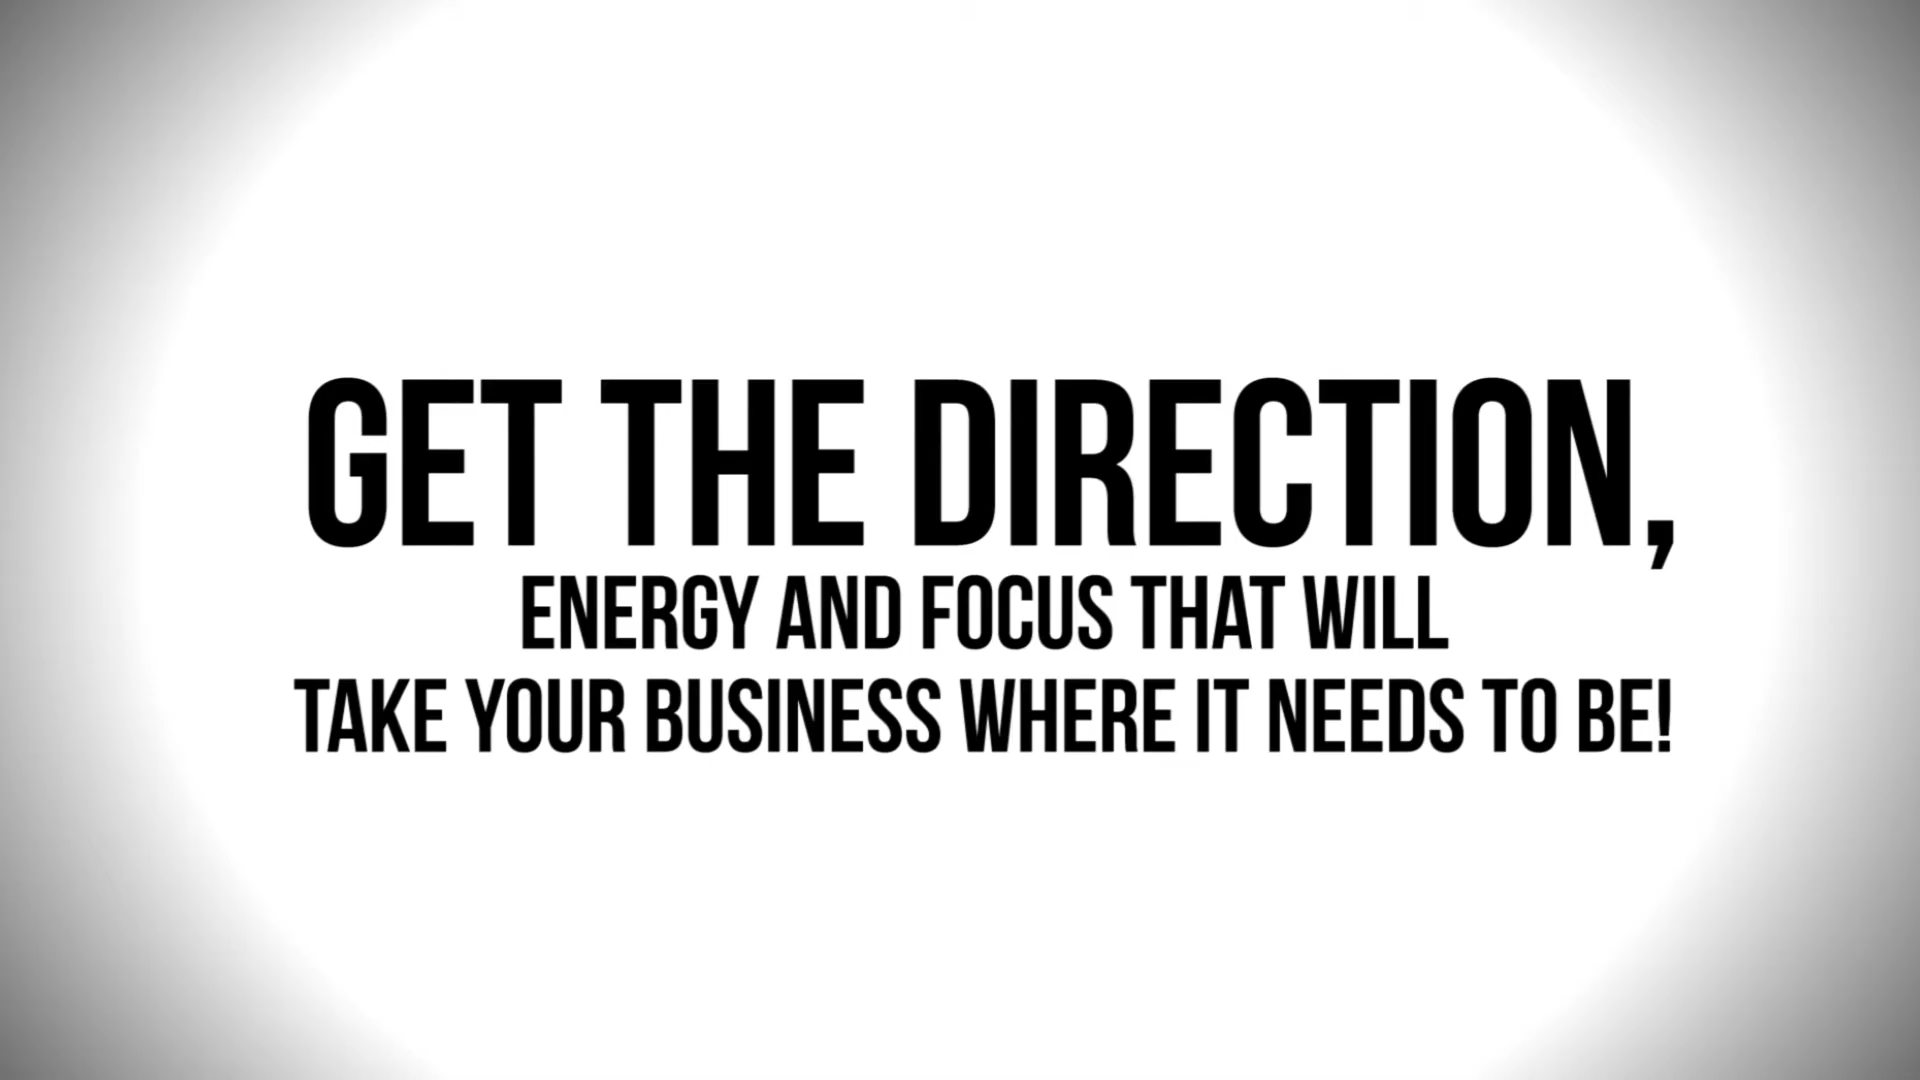 GET THE DIRECTION,
ENERGY AND FOCUS THAT WILL
TAKE YOUR BUSINESS WHERE IT NEEDS TO BE!